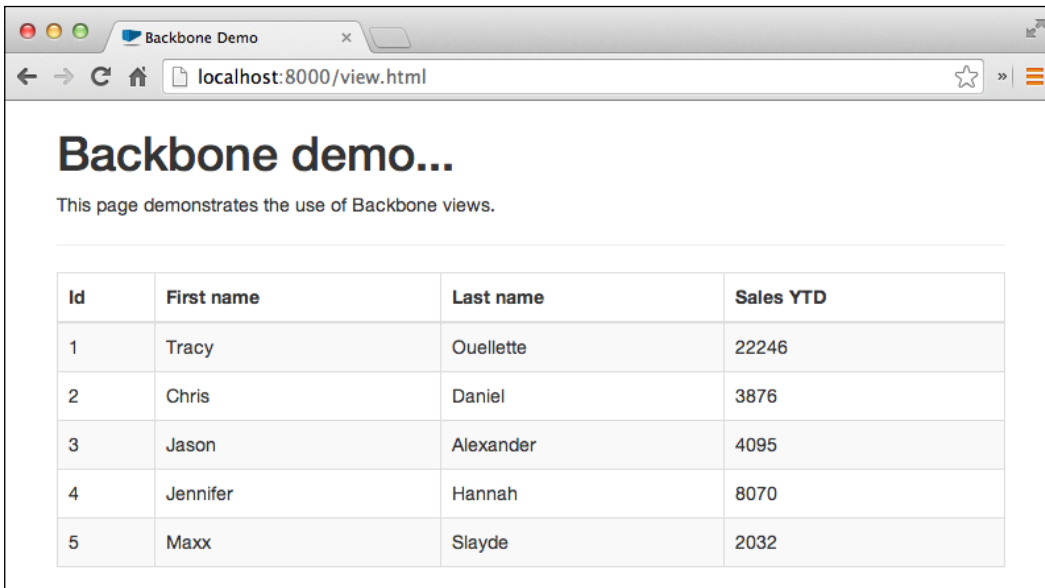 Backbone Demo
localhost:8000/view.html
Backbone demo...
This page demonstrates the use of Backbone views.
Id First name Last name Sales YTD
1 Tracy Ouellette 22246
2 Chris Daniel 3876
3 Jason Alexander 4095
4 Jennifer Hannah 8070
5 Maxx Slayde 2032